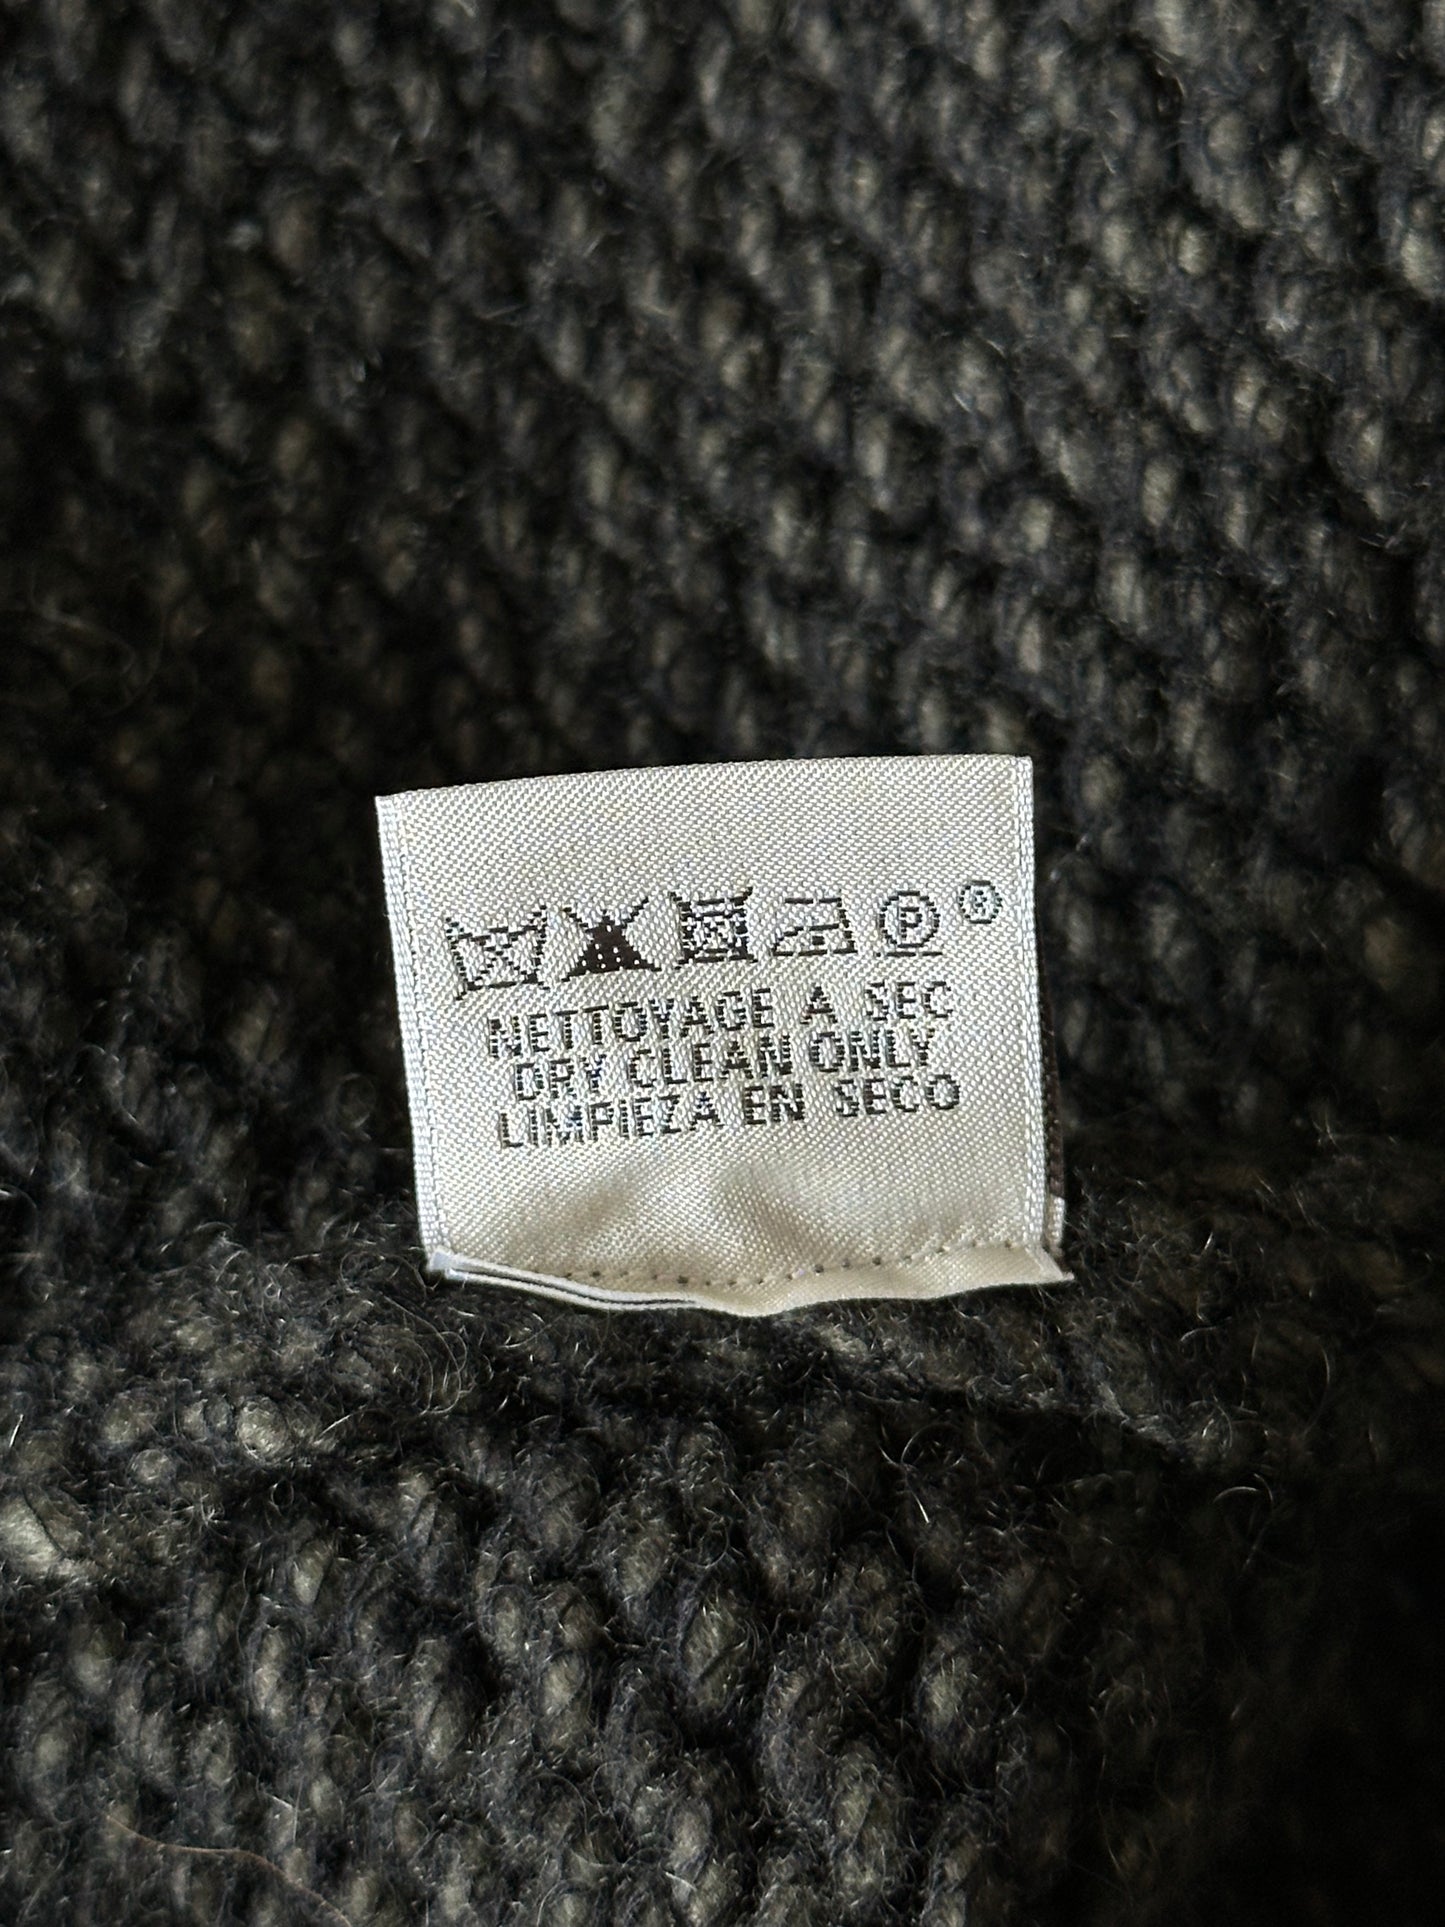 P ®
NETTOYAGE A SEC
DRY CLEAN ONLY
LIMPIEZA EN SECO